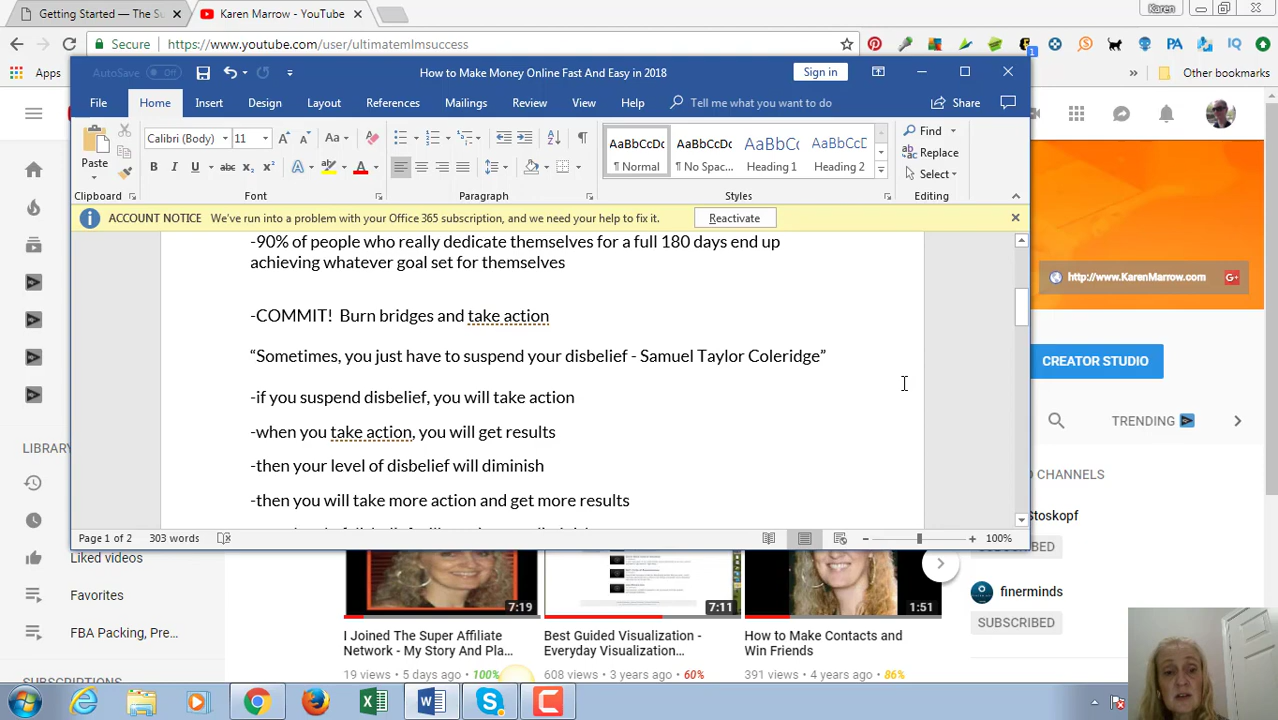 Getting Started — The Su
Karen Marrow - YouTube
Karen
Secure
https://www.youtube.com/user/ultimatemlmsuccess
Apps
Other bookmarks
AutoSave
Off
How to Make Money Online Fast And Easy in 2018
Sign in
File
Home
Insert
Design
Layout
References
Mailings
Review
View
Help
Tell me what you want to do
Share
Paste
Calibri (Body)
11
AaBbCcDc
AaBbCcDc
AaBbC
AaBbCcD
¶ Normal
¶ No Spac...
Heading 1
Heading 2
Find
Replace
Select
Clipboard
Font
Paragraph
Styles
Editing
ACCOUNT NOTICE We've run into a problem with your Office 365 subscription, and we need your help to fix it.
Reactivate
-90% of people who really dedicate themselves for a full 180 days end up
achieving whatever goal set for themselves
-COMMIT! Burn bridges and take action
“Sometimes, you just have to suspend your disbelief - Samuel Taylor Coleridge”
-if you suspend disbelief, you will take action
-when you take action, you will get results
-then your level of disbelief will diminish
-then you will take more action and get more results
Page 1 of 2
303 words
100%
http://www.KarenMarrow.com
CREATOR STUDIO
TRENDING
CHANNELS
Stoskopf
SUBSCRIBED
finerminds
SUBSCRIBED
LIBRARY
Liked videos
Favorites
FBA Packing, Pre...
7:19
7:11
1:51
I Joined The Super Affiliate
Network - My Story And Pla
19 views • 5 days ago 100%
Best Guided Visualization -
Everyday Visualization...
608 views • 3 years ago 60%
How to Make Contacts and
Win Friends
391 views • 4 years ago 86%